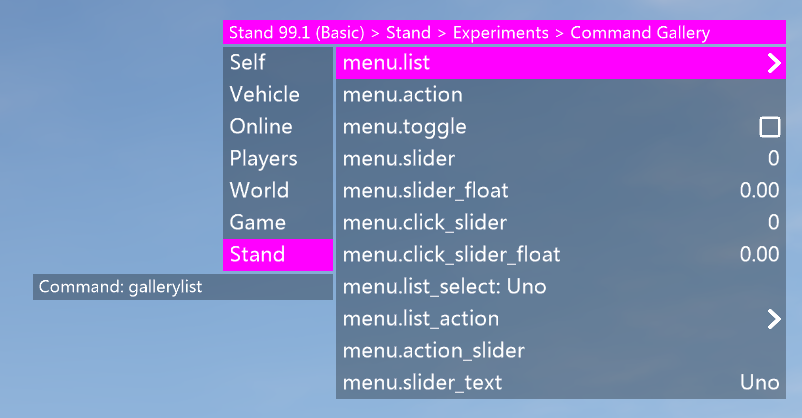 Stand 99.1 (Basic) > Stand > Experiments > Command Gallery
Self
Vehicle
Online
Players
World
Game
Stand
Command: gallerylist
menu.list
menu.action
menu.toggle
menu.slider 0
menu.slider_float 0.00
menu.click_slider 0
menu.click_slider_float 0.00
menu.list_select: Uno
menu.list_action
menu.action_slider
menu.slider_text Uno